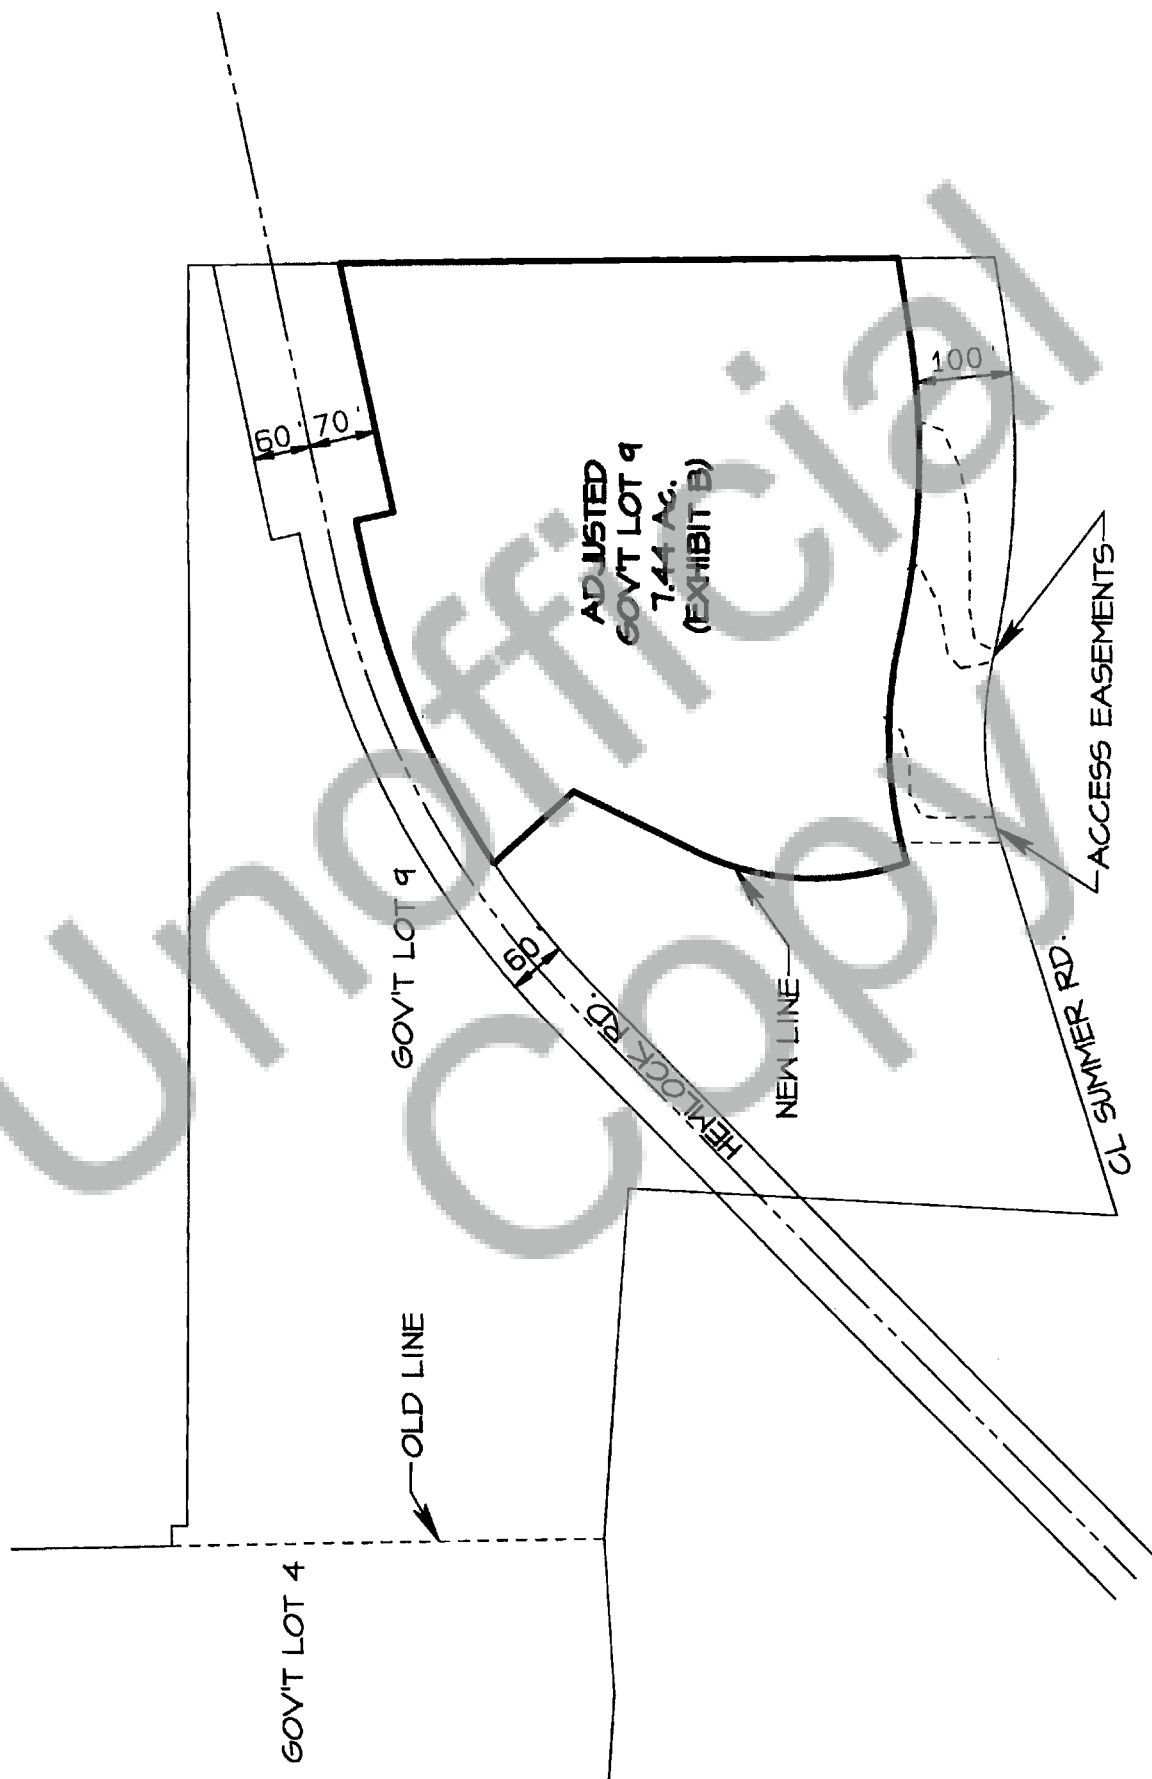 60'
70'
100'
ADJUSTED
GOV'T LOT 9
7.44 AC.
(EXHIBIT B)
ACCESS EASEMENTS
GOV'T LOT 9
60'
HEMLOCK RD.
NEW LINE
CL SUMMER RD.
OLD LINE
GOV'T LOT 4
Unofficial
Copy